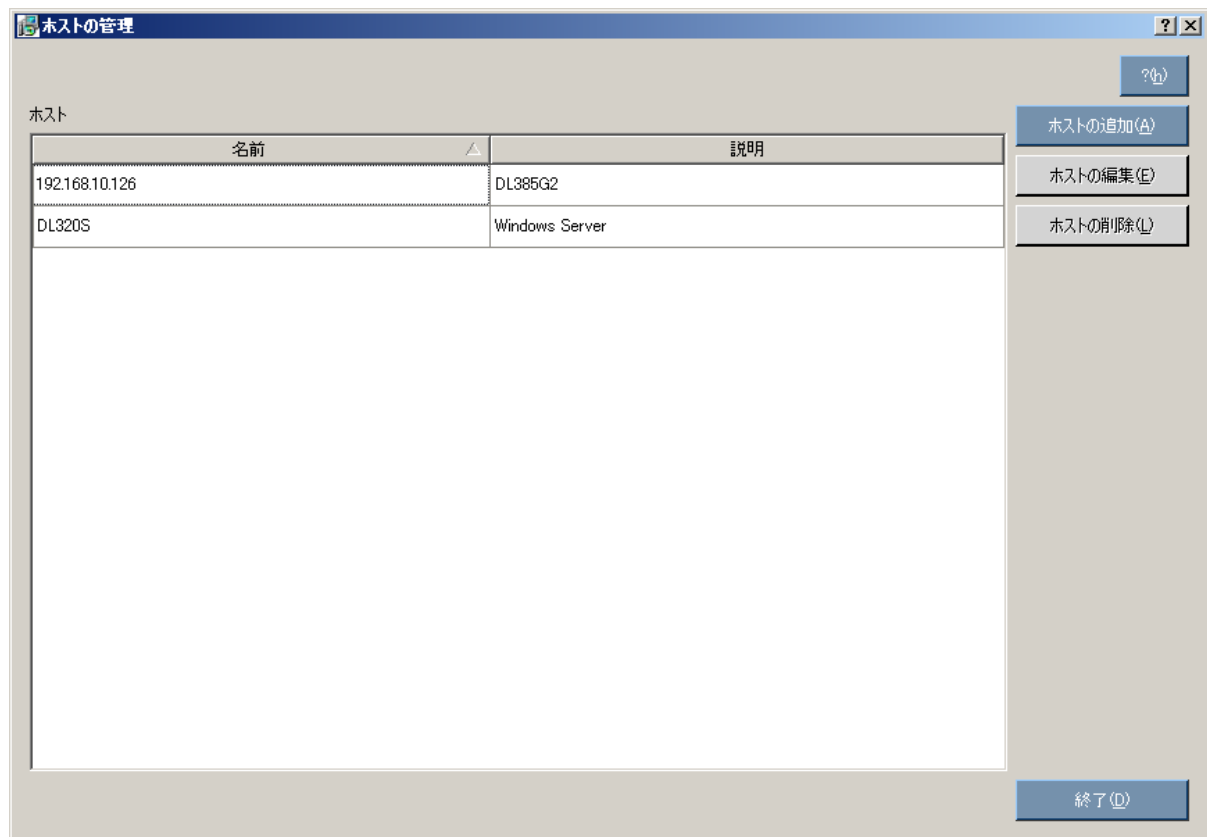 ホストの管理
?(h)
ホスト
ホストの追加(A)
名前 説明
192.168.10.126 DL385G2
ホストの編集(E)
DL320S Windows Server
ホストの削除(L)
終了(D)